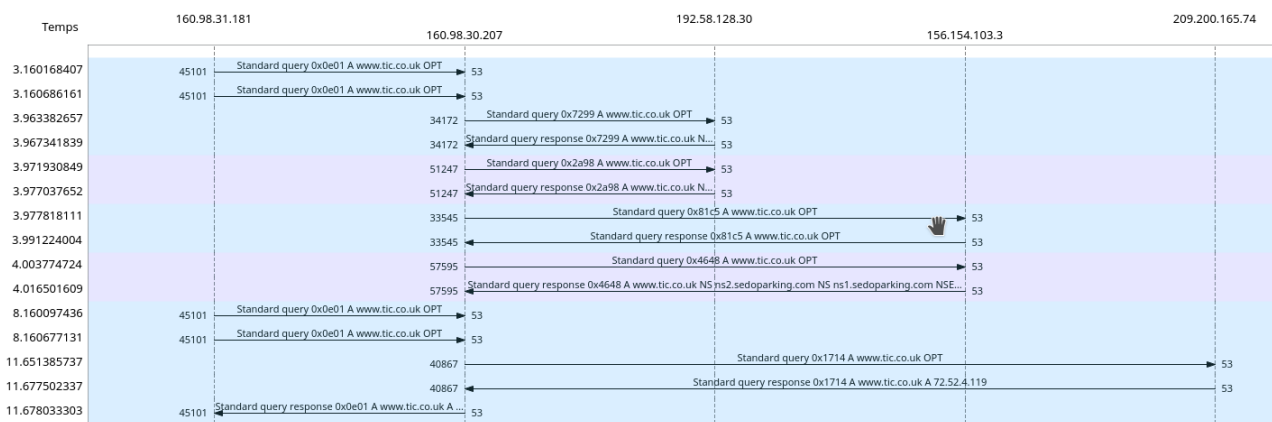 160.98.31.181 192.58.128.30 209.200.165.74
Temps 160.98.30.207 156.154.103.3
3.160168407 45101 Standard query 0x0e01 A www.tic.co.uk OPT 53
3.160686161 45101 Standard query 0x0e01 A www.tic.co.uk OPT 53
3.963382657 34172 Standard query 0x7299 A www.tic.co.uk OPT 53
3.967341839 34172 Standard query response 0x7299 A www.tic.co.uk N... 53
3.971930849 51247 Standard query 0x2a98 A www.tic.co.uk OPT 53
3.977037652 51247 Standard query response 0x2a98 A www.tic.co.uk N... 53
3.977818111 33545 Standard query 0x81c5 A www.tic.co.uk OPT 53
3.991224004 33545 Standard query response 0x81c5 A www.tic.co.uk OPT 53
4.003774724 57595 Standard query 0x4648 A www.tic.co.uk OPT 53
4.016501609 57595 Standard query response 0x4648 A www.tic.co.uk NS ns2.sedoparking.com NS ns1.sedoparking.com NSE... 53
8.160097436 45101 Standard query 0x0e01 A www.tic.co.uk OPT 53
8.160677131 45101 Standard query 0x0e01 A www.tic.co.uk OPT 53
11.651385737 40867 Standard query 0x1714 A www.tic.co.uk OPT 53
11.677502337 40867 Standard query response 0x1714 A www.tic.co.uk A 72.52.4.119 53
11.678033303 45101 Standard query response 0x0e01 A www.tic.co.uk A ... 53